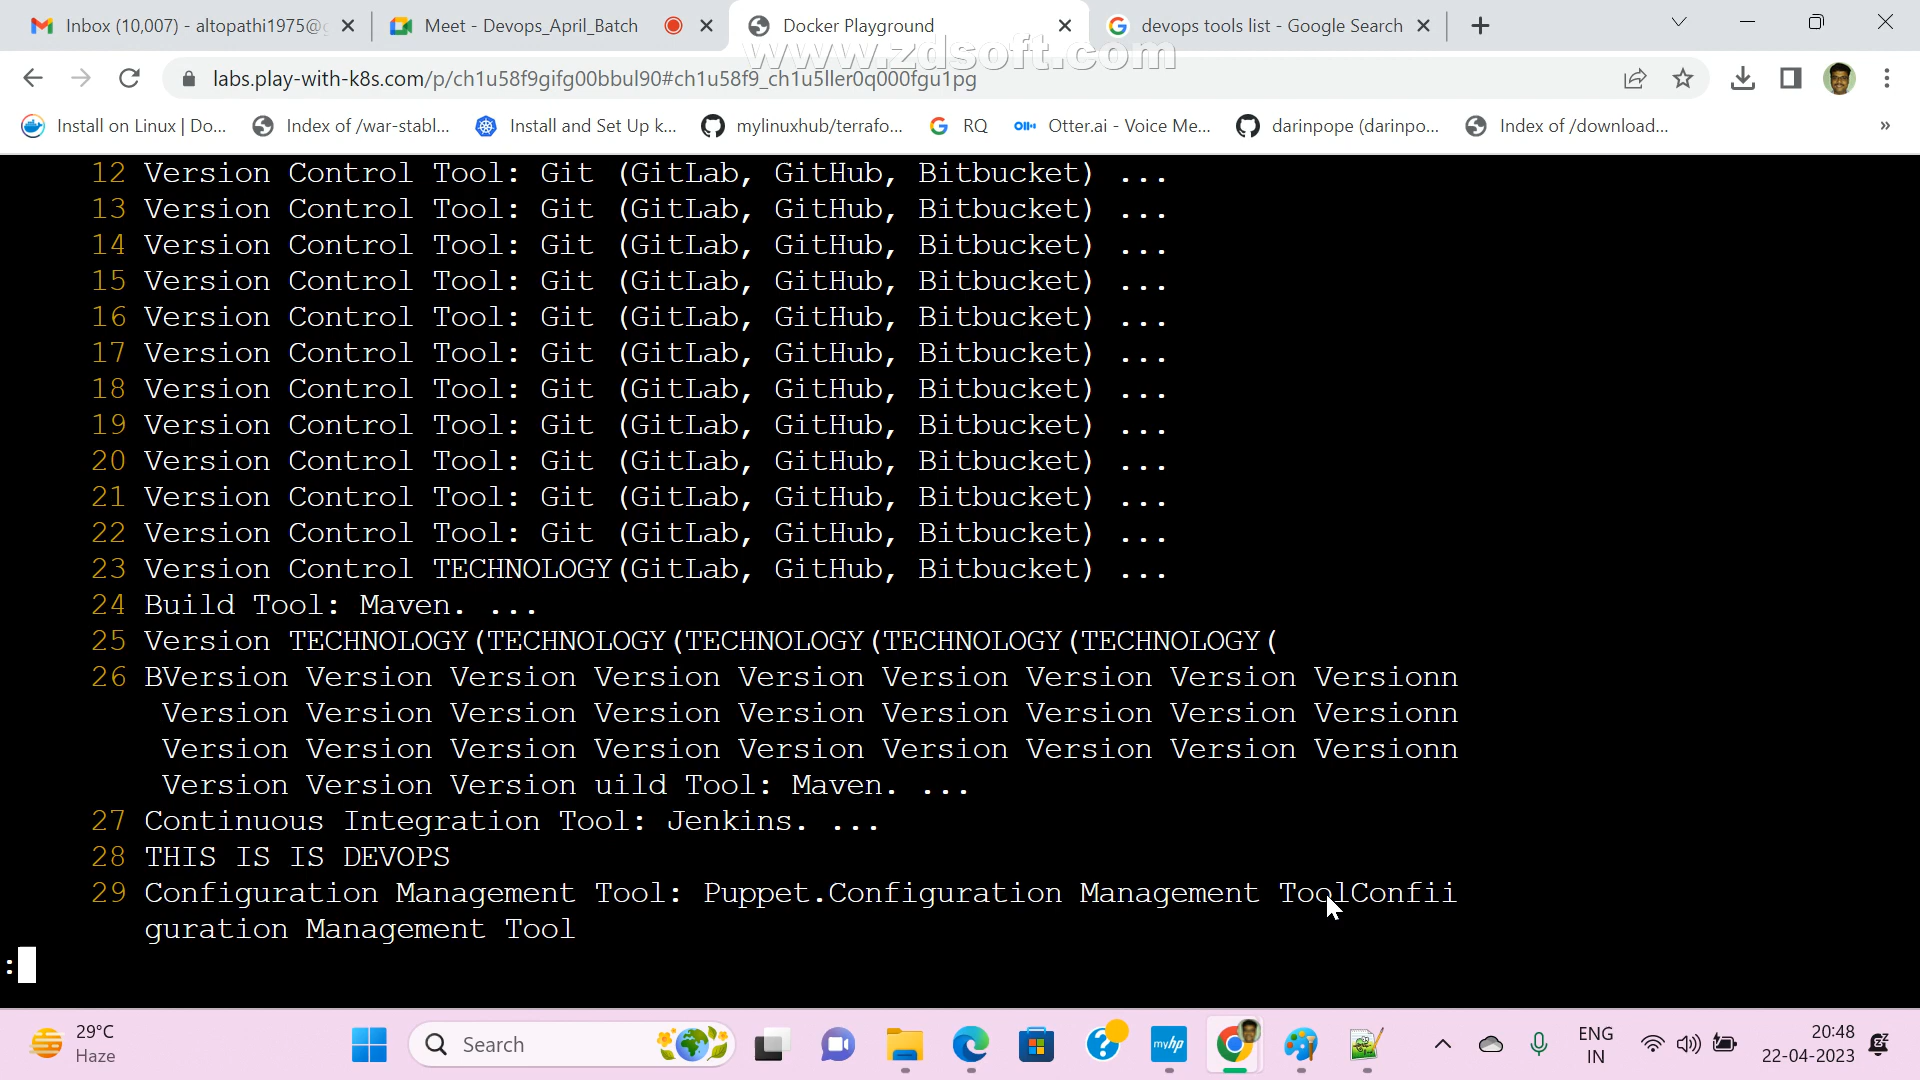 Inbox (10,007) - altopathi1975@g
Meet - Devops_April_Batch
Docker Playground
devops tools list - Google Search
www.zdsoft.com
labs.play-with-k8s.com/p/ch1u58f9gifg00bbul90#ch1u58f9_ch1u5ller0q000fgu1pg
Install on Linux | Do...
Index of /war-stabl...
Install and Set Up k...
mylinuxhub/terrafo...
RQ
Otter.ai - Voice Me...
darinpope (darinpo...
Index of /download...
»
12 Version Control Tool: Git (GitLab, GitHub, Bitbucket) ...
13 Version Control Tool: Git (GitLab, GitHub, Bitbucket) ...
14 Version Control Tool: Git (GitLab, GitHub, Bitbucket) ...
15 Version Control Tool: Git (GitLab, GitHub, Bitbucket) ...
16 Version Control Tool: Git (GitLab, GitHub, Bitbucket) ...
17 Version Control Tool: Git (GitLab, GitHub, Bitbucket) ...
18 Version Control Tool: Git (GitLab, GitHub, Bitbucket) ...
19 Version Control Tool: Git (GitLab, GitHub, Bitbucket) ...
20 Version Control Tool: Git (GitLab, GitHub, Bitbucket) ...
21 Version Control Tool: Git (GitLab, GitHub, Bitbucket) ...
22 Version Control Tool: Git (GitLab, GitHub, Bitbucket) ...
23 Version Control TECHNOLOGY(GitLab, GitHub, Bitbucket) ...
24 Build Tool: Maven. ...
25 Version TECHNOLOGY(TECHNOLOGY(TECHNOLOGY(TECHNOLOGY(TECHNOLOGY(
26 BVersion Version Version Version Version Version Version Version Versionn
Version Version Version Version Version Version Version Version Versionn
Version Version Version Version Version Version Version Version Versionn
Version Version Version uild Tool: Maven. ...
27 Continuous Integration Tool: Jenkins. ...
28 THIS IS IS DEVOPS
29 Configuration Management Tool: Puppet.Configuration Management ToolConfii
guration Management Tool
:
29°C
Haze
Search
myhp
ENG
IN
20:48
22-04-2023